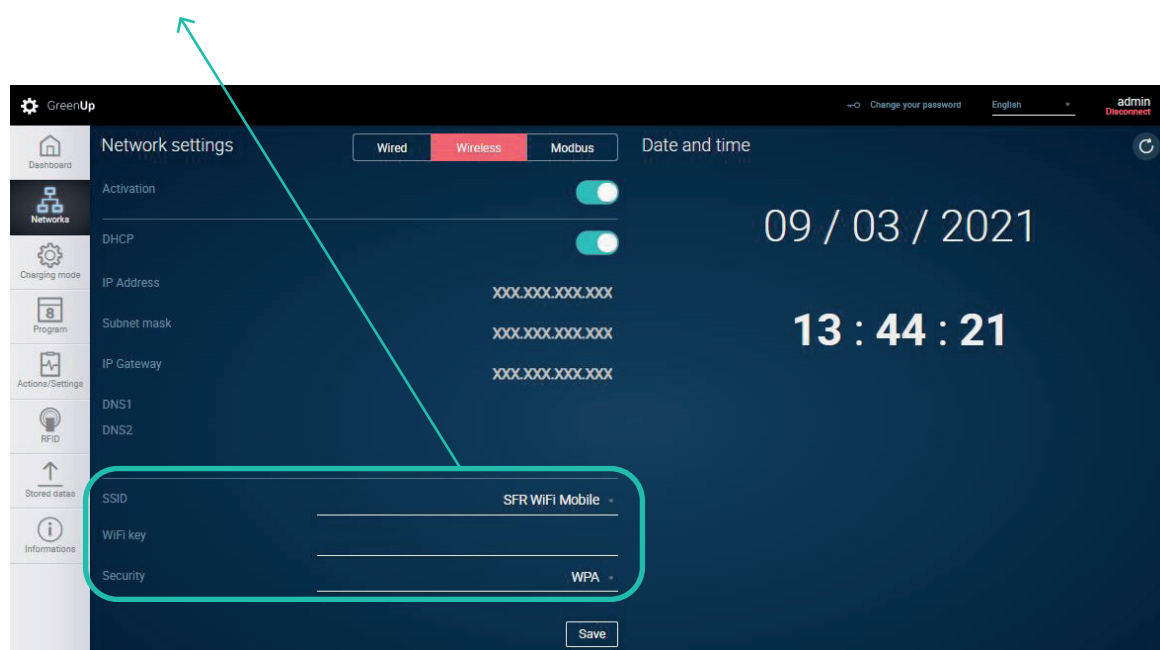 GreenUp
Change your password
English
admin
Disconnect
Dashboard
Networks
Charging mode
8
Program
Actions/Settings
RFID
Stored datas
Informations
Network settings
Wired
Wireless
Modbus
Activation
DHCP
IP Address
XXX.XXX.XXX.XXX
Subnet mask
XXX.XXX.XXX.XXX
IP Gateway
XXX.XXX.XXX.XXX
DNS1
DNS2
SSID
SFR WiFi Mobile
WiFi key
Security
WPA
Save
Date and time
09 / 03 / 2021
13 : 44 : 21